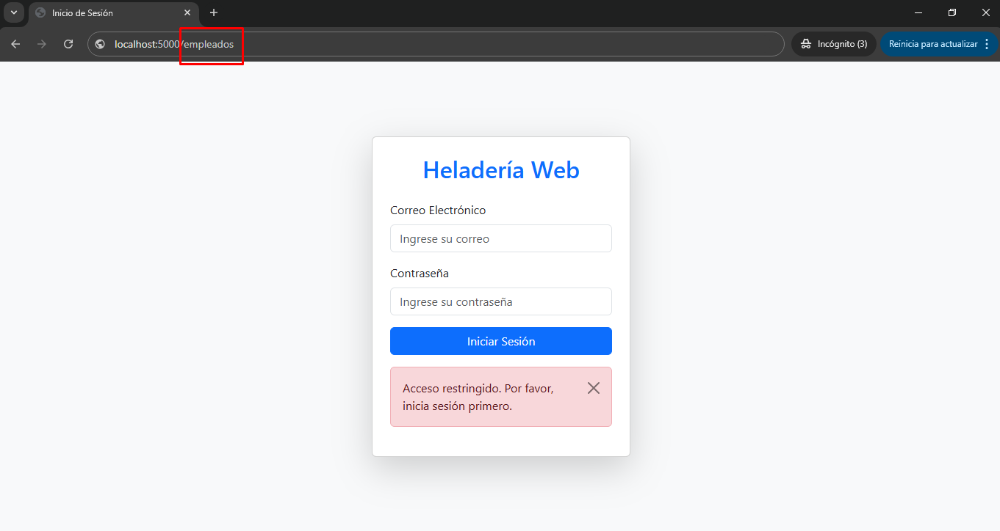 Inicio de Sesión
localhost:5000/empleados
Incógnito (3)
Reinicia para actualizar
Heladería Web
Correo Electrónico
Ingrese su correo
Contraseña
Ingrese su contraseña
Iniciar Sesión
Acceso restringido. Por favor,
inicia sesión primero.